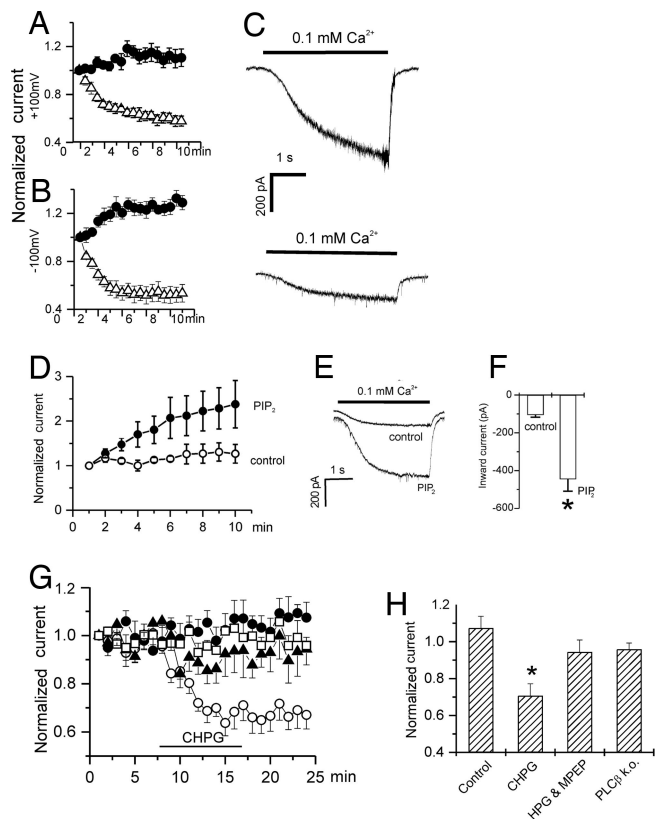 A
C
Normalized current
+100mV
1.2
0.8
0.4
0 2 4 6 8 10 min
0.1 mM Ca²⁺
1 s
200 pA
B
-100mV
1.2
0.8
0.4
0 2 4 6 8 10 min
0.1 mM Ca²⁺
D
Normalized current
3
2
1
0
PIP₂
control
0 2 4 6 8 10 min
E
0.1 mM Ca²⁺
control
PIP₂
1 s
200 pA
F
Inward current (pA)
0
-200
-400
-600
control
PIP₂
*
G
Normalized current
1.2
1.0
0.8
0.6
CHPG
0 5 10 15 20 25 min
H
Normalized current
1.2
1.0
0.8
0.6
0.4
*
Control
CHPG
HPG & MPEP
PLCβ k.o.